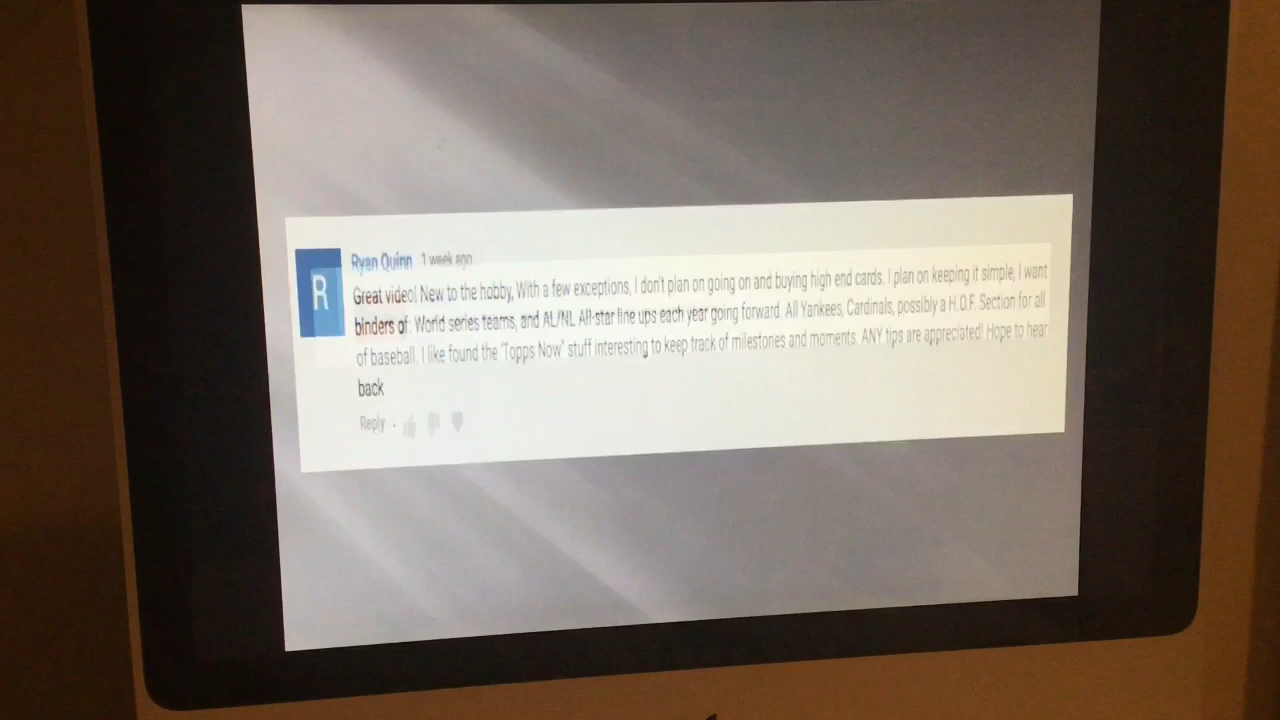 R
Ryan Quinn 1 week ago
Great video! New to the hobby, With a few exceptions, I don't plan on going on and buying high end cards. I plan on keeping it simple, I want
binders of: World series teams, and AL/NL All-star line ups each year going forward. All Yankees, Cardinals, possibly a H.O.F. Section for all
of baseball. I like found the "Topps Now" stuff interesting to keep track of milestones and moments. ANY tips are appreciated! Hope to hear
back
Reply